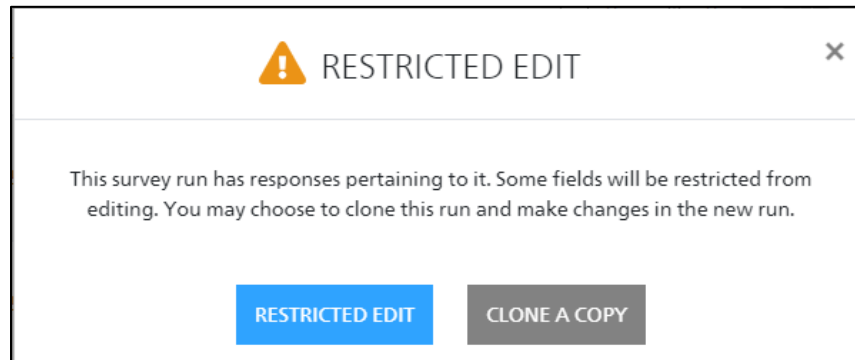 RESTRICTED EDIT
This survey run has responses pertaining to it. Some fields will be restricted from
editing. You may choose to clone this run and make changes in the new run.
RESTRICTED EDIT
CLONE A COPY